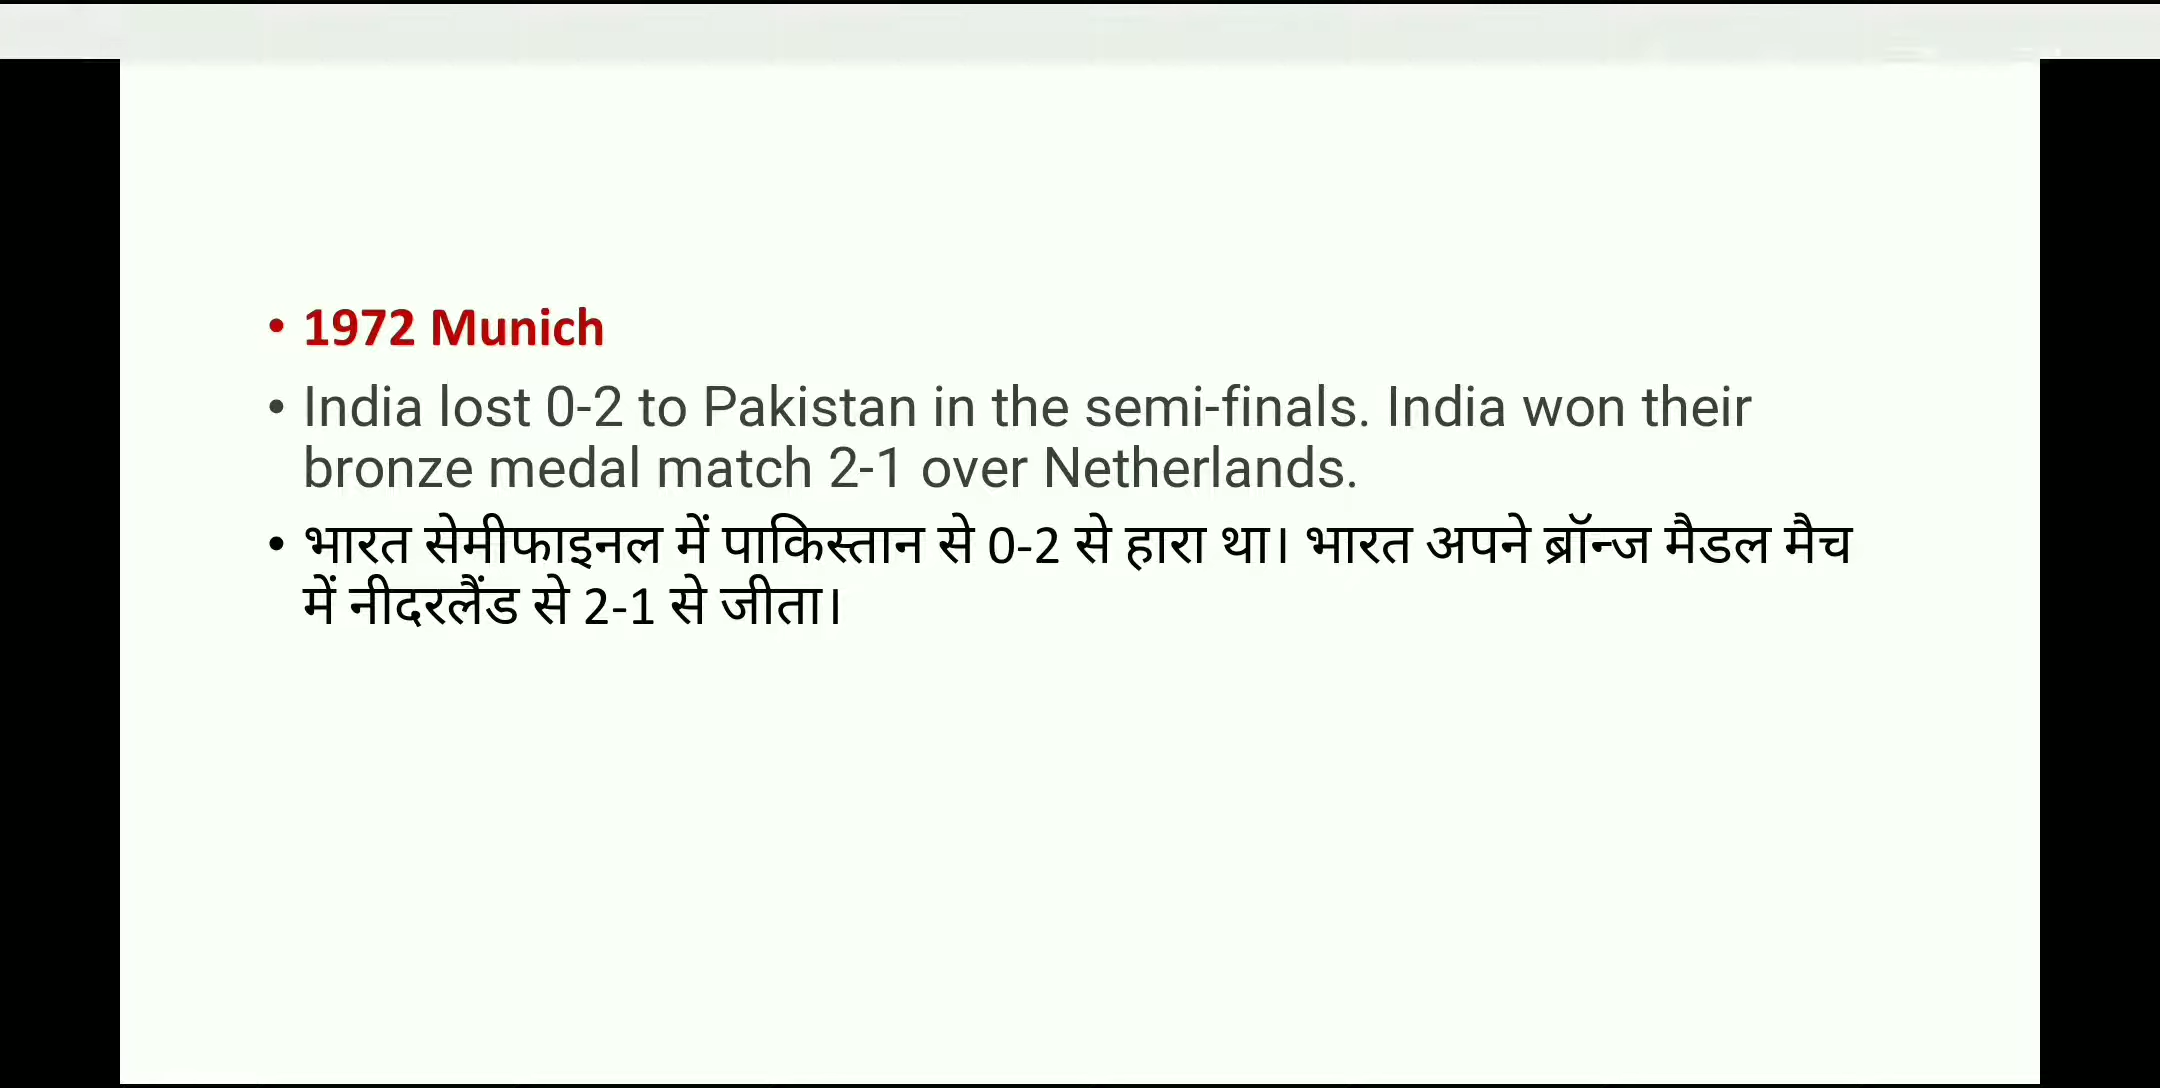 • 1972 Munich
• India lost 0-2 to Pakistan in the semi-finals. India won their
bronze medal match 2-1 over Netherlands.
• भारत सेमीफाइनल में पाकिस्तान से 0-2 से हारा था। भारत अपने ब्रॉन्ज मैडल मैच
में नीदरलैंड से 2-1 से जीता।